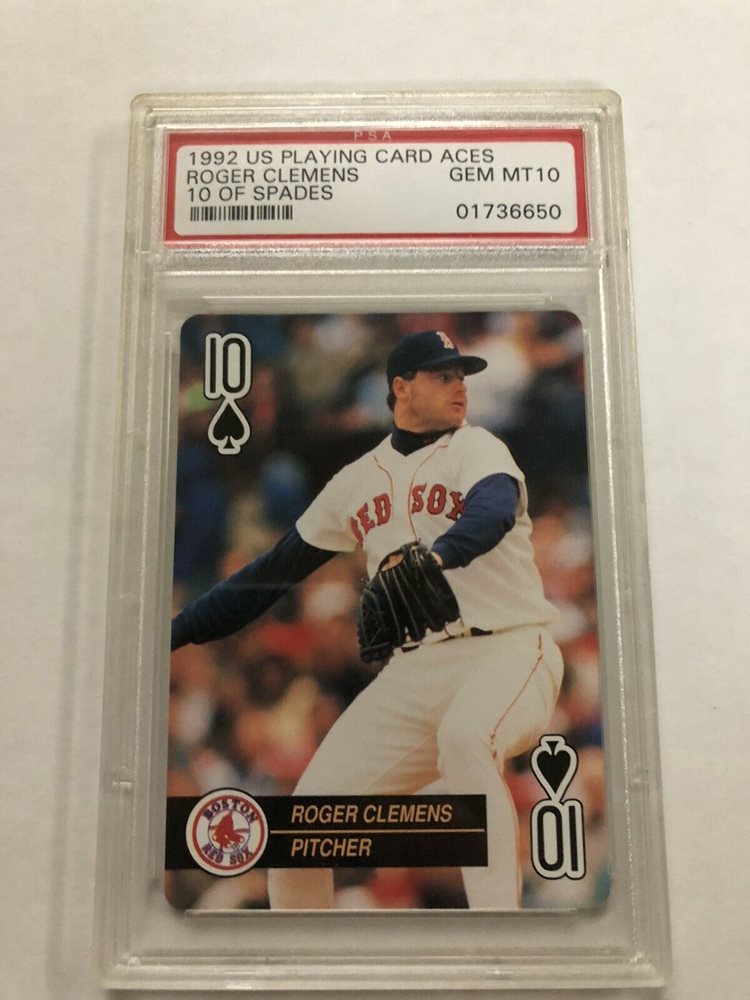 PSA
1992 US PLAYING CARD ACES
ROGER CLEMENS GEM MT10
10 OF SPADES
01736650
10
B
RED SOX
BOSTON
RED SOX
ROGER CLEMENS
PITCHER
10